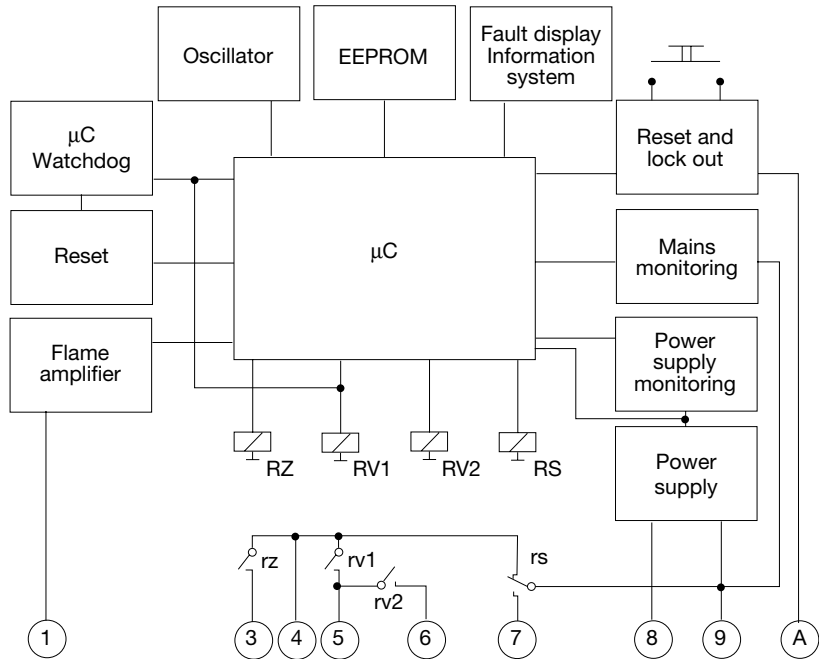 Oscillator
EEPROM
Fault display
Information
system
μC
Watchdog
Reset and
lock out
Reset
μC
Mains
monitoring
Flame
amplifier
Power
supply
monitoring
RZ
RV1
RV2
RS
Power
supply
rz
rv1
rv2
rs
1
3
4
5
6
7
8
9
A